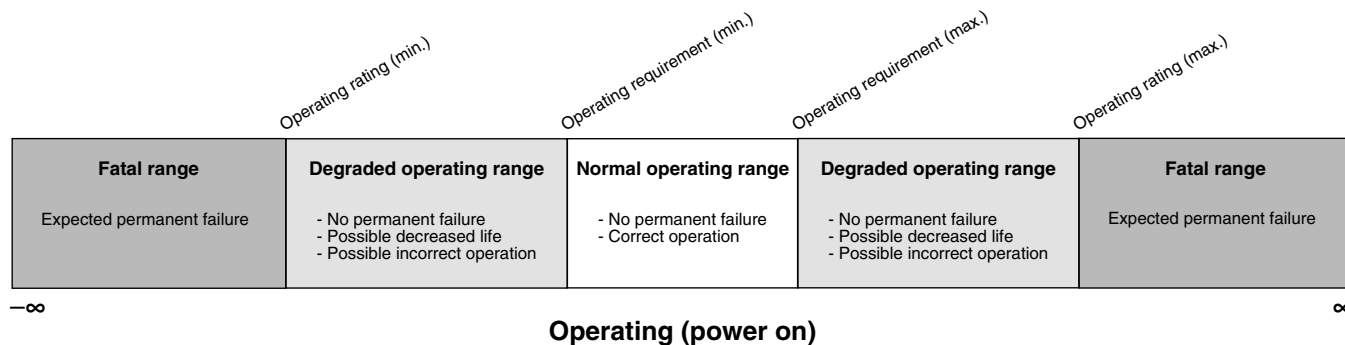 Operating rating (min.)
Operating requirement (min.)
Operating requirement (max.)
Operating rating (max.)
Fatal range
Expected permanent failure
Degraded operating range
- No permanent failure
- Possible decreased life
- Possible incorrect operation
Normal operating range
- No permanent failure
- Correct operation
Degraded operating range
- No permanent failure
- Possible decreased life
- Possible incorrect operation
Fatal range
Expected permanent failure
–∞
∞
Operating (power on)